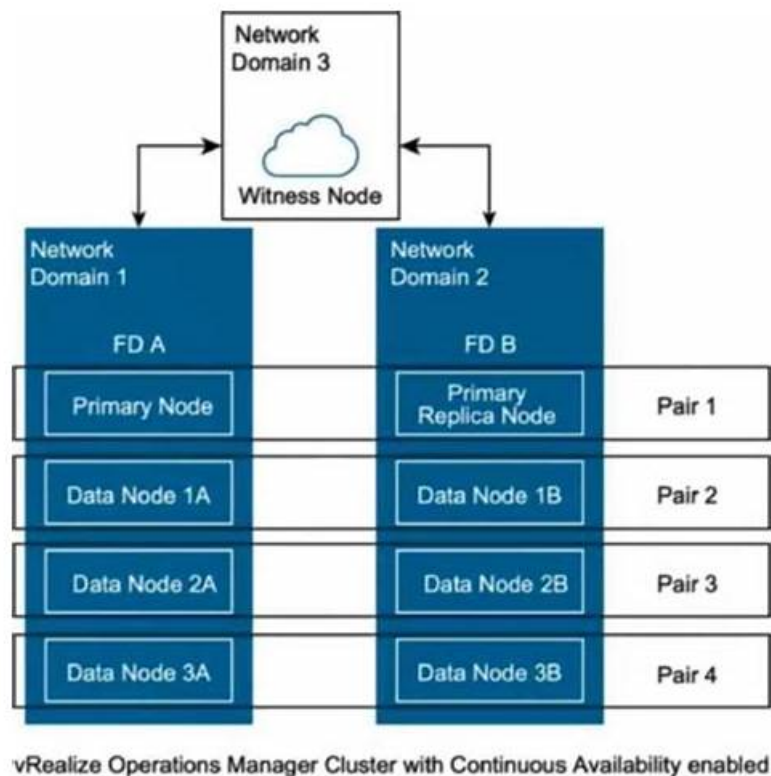 Network
Domain 3
Witness Node
Network
Domain 1
Network
Domain 2
FD A
FD B
Primary Node
Primary
Replica Node
Pair 1
Data Node 1A
Data Node 1B
Pair 2
Data Node 2A
Data Node 2B
Pair 3
Data Node 3A
Data Node 3B
Pair 4
vRealize Operations Manager Cluster with Continuous Availability enabled